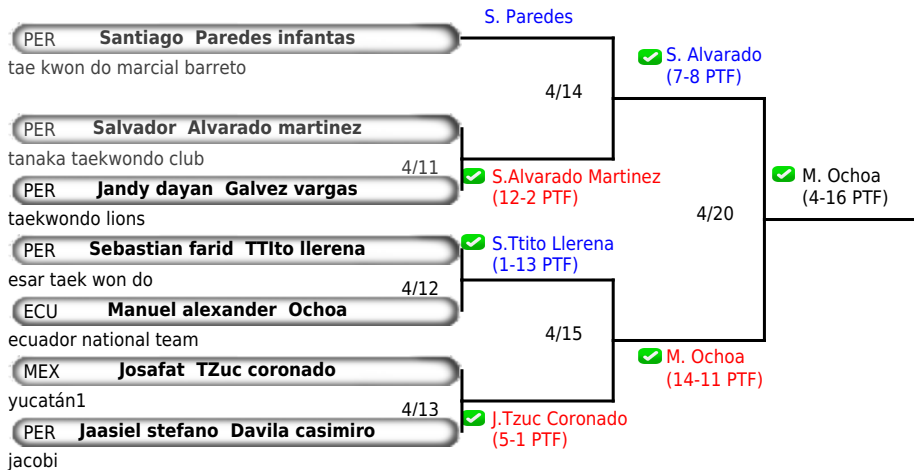 S. Paredes
PER Santiago Paredes infantas
tae kwon do marcial barreto
S. Alvarado
(7-8 PTF)
4/14
PER Salvador Alvarado martinez
tanaka taekwondo club
4/11
S.Alvarado Martinez
(12-2 PTF)
PER Jandy dayan Galvez vargas
taekwondo lions
M. Ochoa
(4-16 PTF)
4/20
PER Sebastian farid TTIto llerena
esar taek won do
S.Ttito Llerena
(1-13 PTF)
4/12
ECU Manuel alexander Ochoa
ecuador national team
4/15
M. Ochoa
(14-11 PTF)
MEX Josafat TZuc coronado
yucatán1
4/13
J.Tzuc Coronado
(5-1 PTF)
PER Jaasiel stefano Davila casimiro
jacobi